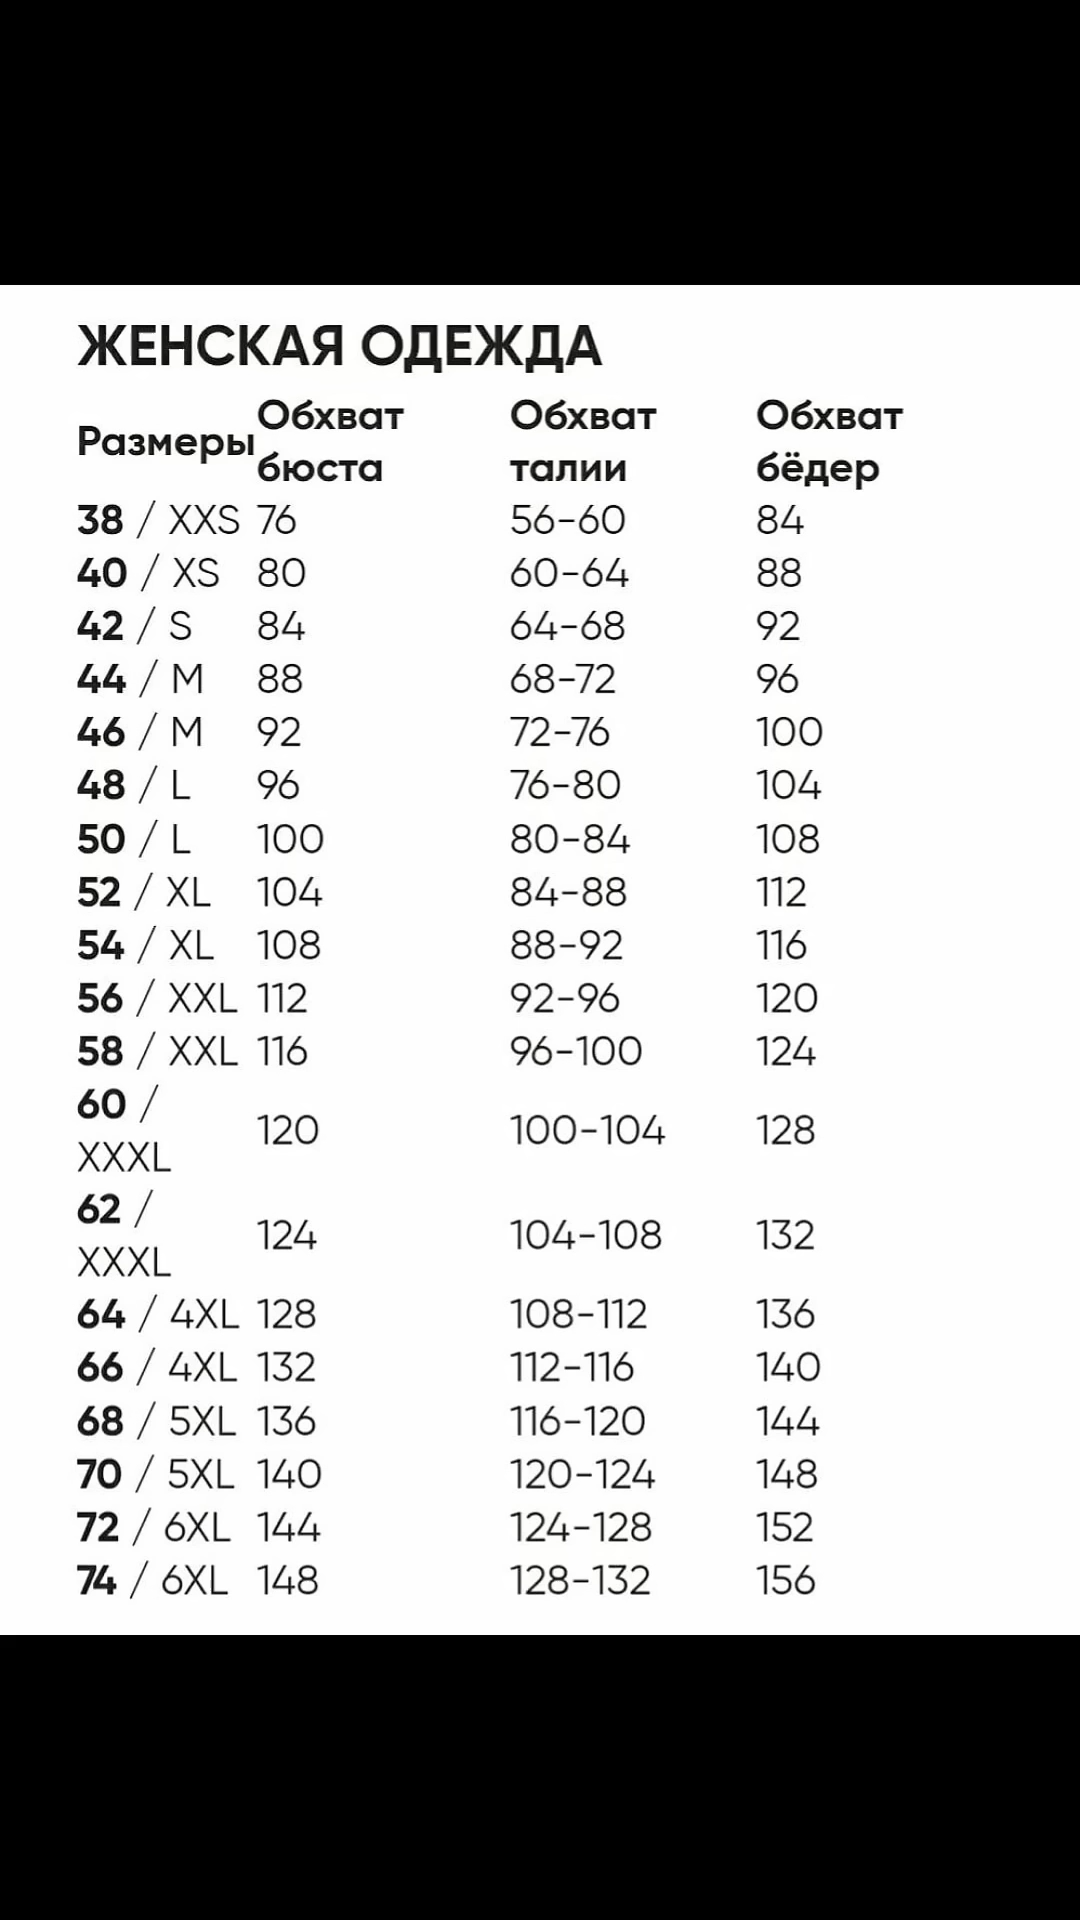 ЖЕНСКАЯ ОДЕЖДА
Размеры Обхват бюста Обхват талии Обхват бёдер
38 / XXS 76 56-60 84
40 / XS 80 60-64 88
42 / S 84 64-68 92
44 / M 88 68-72 96
46 / M 92 72-76 100
48 / L 96 76-80 104
50 / L 100 80-84 108
52 / XL 104 84-88 112
54 / XL 108 88-92 116
56 / XXL 112 92-96 120
58 / XXL 116 96-100 124
60 / XXXL 120 100-104 128
62 / XXXL 124 104-108 132
64 / 4XL 128 108-112 136
66 / 4XL 132 112-116 140
68 / 5XL 136 116-120 144
70 / 5XL 140 120-124 148
72 / 6XL 144 124-128 152
74 / 6XL 148 128-132 156